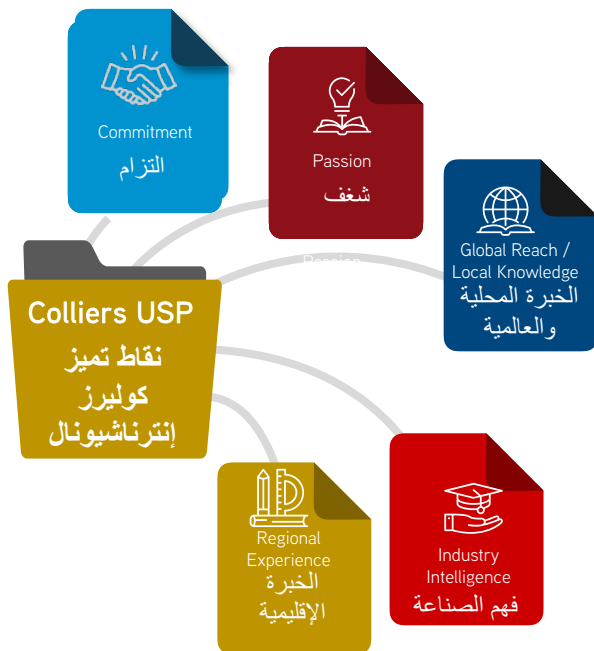 Commitment
التزام
Passion
شغف
Global Reach /
Local Knowledge
الخبرة المحلية
والعالمية
Passion
Colliers USP
نقاط تميز
كوليرز
إنترناشيونال
Regional
Experience
الخبرة
الإقليمية
Industry
Intelligence
فهم الصناعة